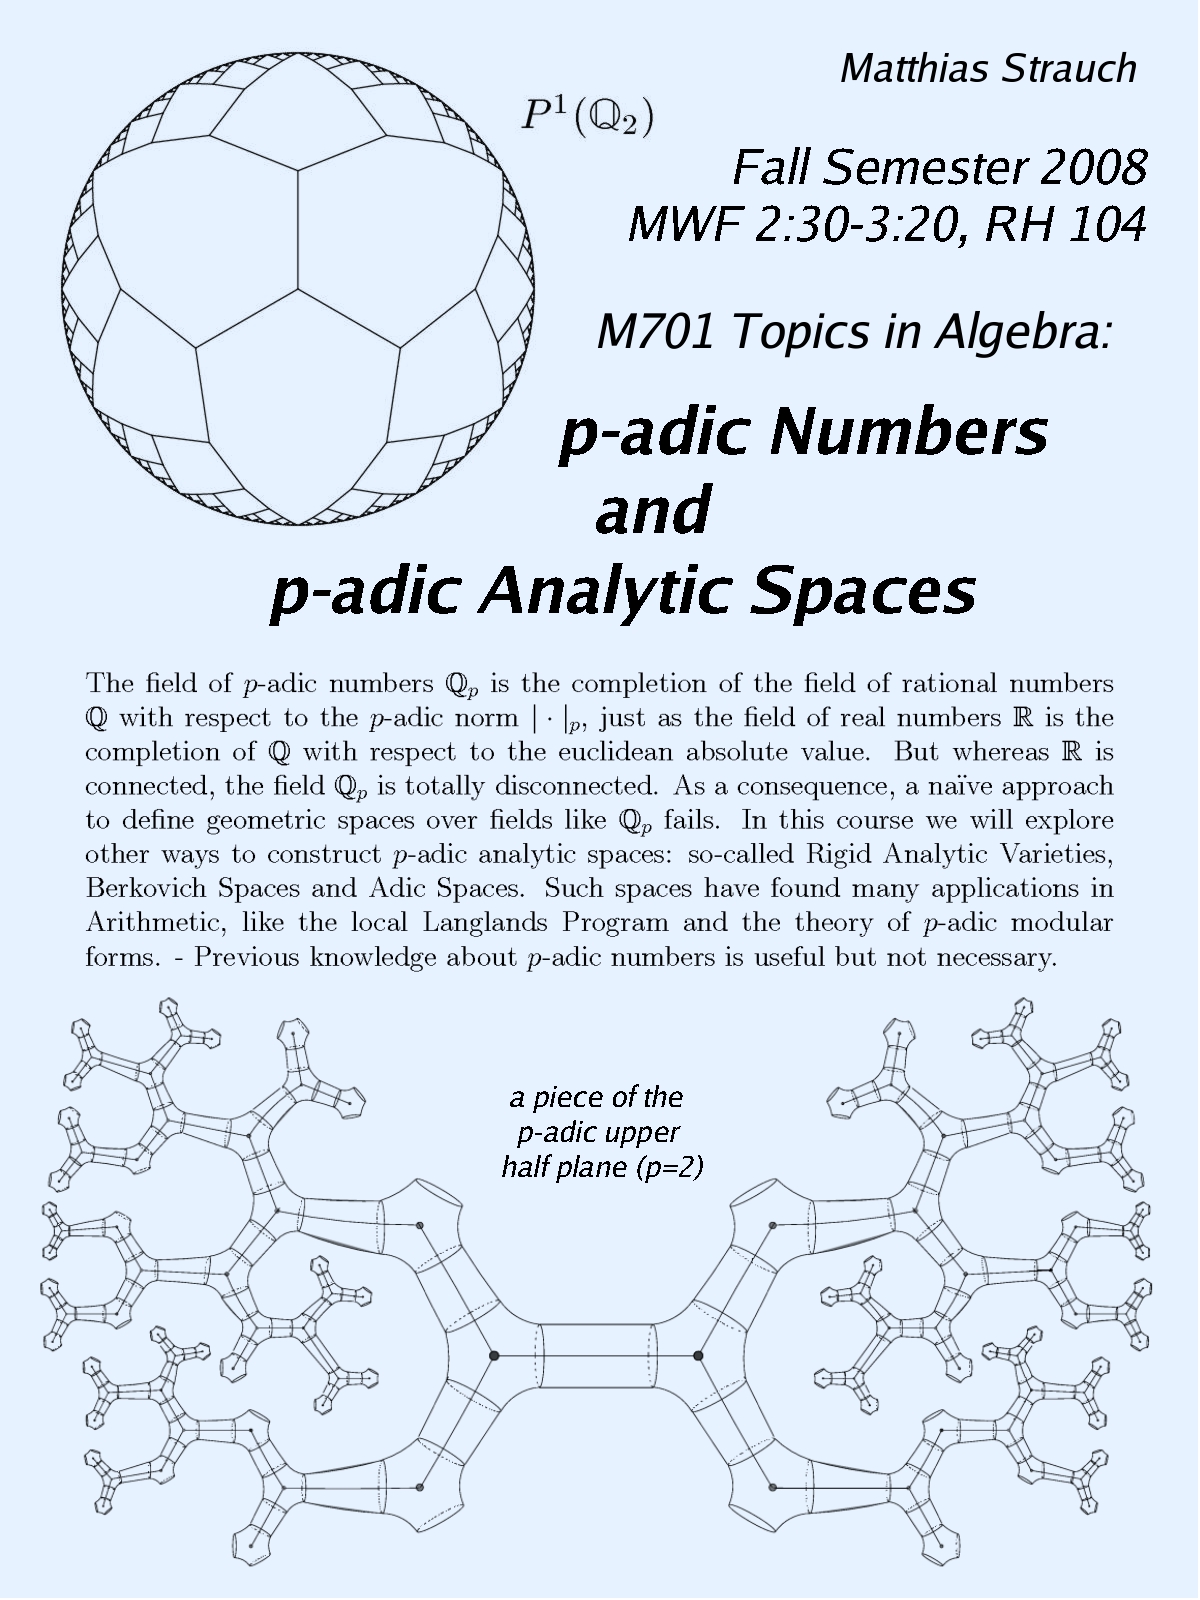 Matthias Strauch
P¹(ℚ₂)
Fall Semester 2008
MWF 2:30-3:20, RH 104
M701 Topics in Algebra:
p-adic Numbers
and
p-adic Analytic Spaces
The field of p-adic numbers ℚₚ is the completion of the field of rational numbers
ℚ with respect to the p-adic norm | · |ₚ, just as the field of real numbers ℝ is the
completion of ℚ with respect to the euclidean absolute value. But whereas ℝ is
connected, the field ℚₚ is totally disconnected. As a consequence, a naïve approach
to define geometric spaces over fields like ℚₚ fails. In this course we will explore
other ways to construct p-adic analytic spaces: so-called Rigid Analytic Varieties,
Berkovich Spaces and Adic Spaces. Such spaces have found many applications in
Arithmetic, like the local Langlands Program and the theory of p-adic modular
forms. - Previous knowledge about p-adic numbers is useful but not necessary.
a piece of the
p-adic upper
half plane (p=2)